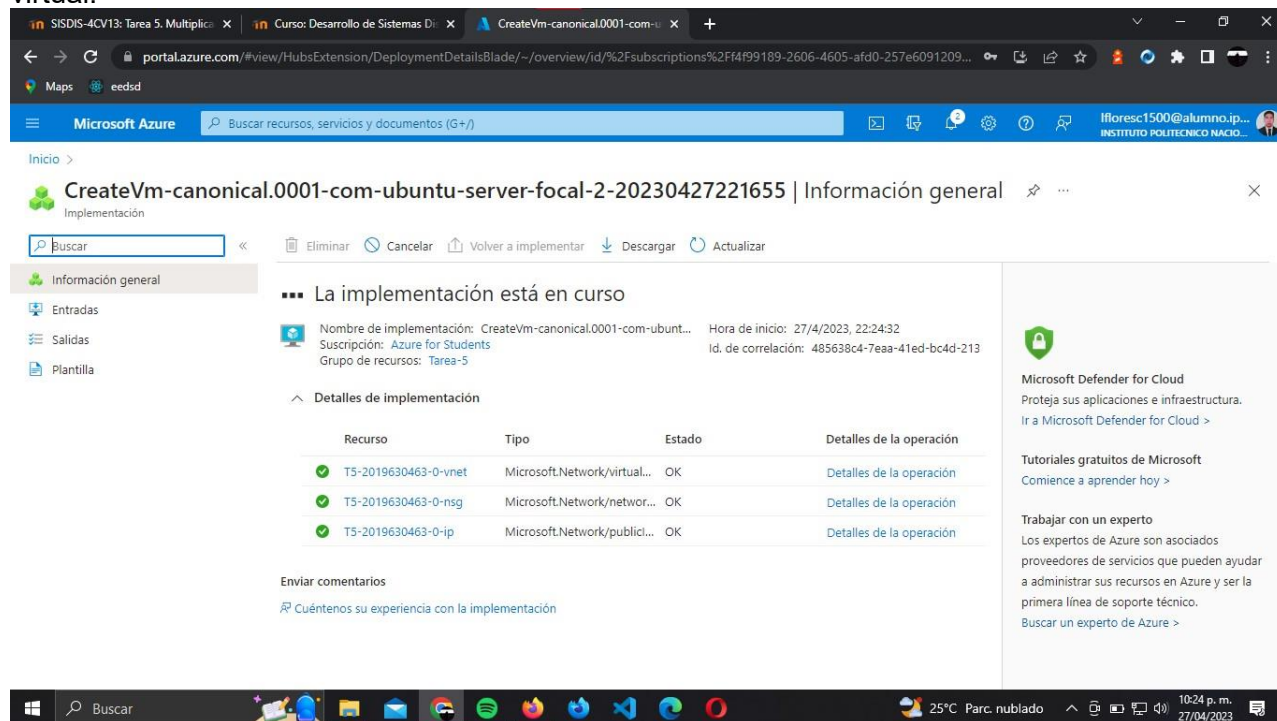 virtual.
SISDIS-4CV13: Tarea 5. Multiplica
Curso: Desarrollo de Sistemas Di
CreateVm-canonical.0001-com-u
portal.azure.com/#view/HubsExtension/DeploymentDetailsBlade/~/overview/id/%2Fsubscriptions%2Ff4f99189-2606-4605-afd0-257e6091209...
Maps
eedsd
Microsoft Azure
Buscar recursos, servicios y documentos (G+/)
2
lfloresc1500@alumno.ip...
INSTITUTO POLITECNICO NACIO...
Inicio >
CreateVm-canonical.0001-com-ubuntu-server-focal-2-20230427221655 | Información general
Implementación
Buscar
Eliminar
Cancelar
Volver a implementar
Descargar
Actualizar
Información general
Entradas
Salidas
Plantilla
La implementación está en curso
Nombre de implementación: CreateVm-canonical.0001-com-ubunt...
Suscripción: Azure for Students
Grupo de recursos: Tarea-5
Hora de inicio: 27/4/2023, 22:24:32
Id. de correlación: 485638c4-7eaa-41ed-bc4d-213
Detalles de implementación
Recurso Tipo Estado Detalles de la operación
T5-2019630463-0-vnet Microsoft.Network/virtual... OK Detalles de la operación
T5-2019630463-0-nsg Microsoft.Network/networ... OK Detalles de la operación
T5-2019630463-0-ip Microsoft.Network/publicI... OK Detalles de la operación
Enviar comentarios
Cuéntenos su experiencia con la implementación
Microsoft Defender for Cloud
Proteja sus aplicaciones e infraestructura.
Ir a Microsoft Defender for Cloud >
Tutoriales gratuitos de Microsoft
Comience a aprender hoy >
Trabajar con un experto
Los expertos de Azure son asociados
proveedores de servicios que pueden ayudar
a administrar sus recursos en Azure y ser la
primera línea de soporte técnico.
Buscar un experto de Azure >
Buscar
25°C Parc. nublado
10:24 p. m.
27/04/2023